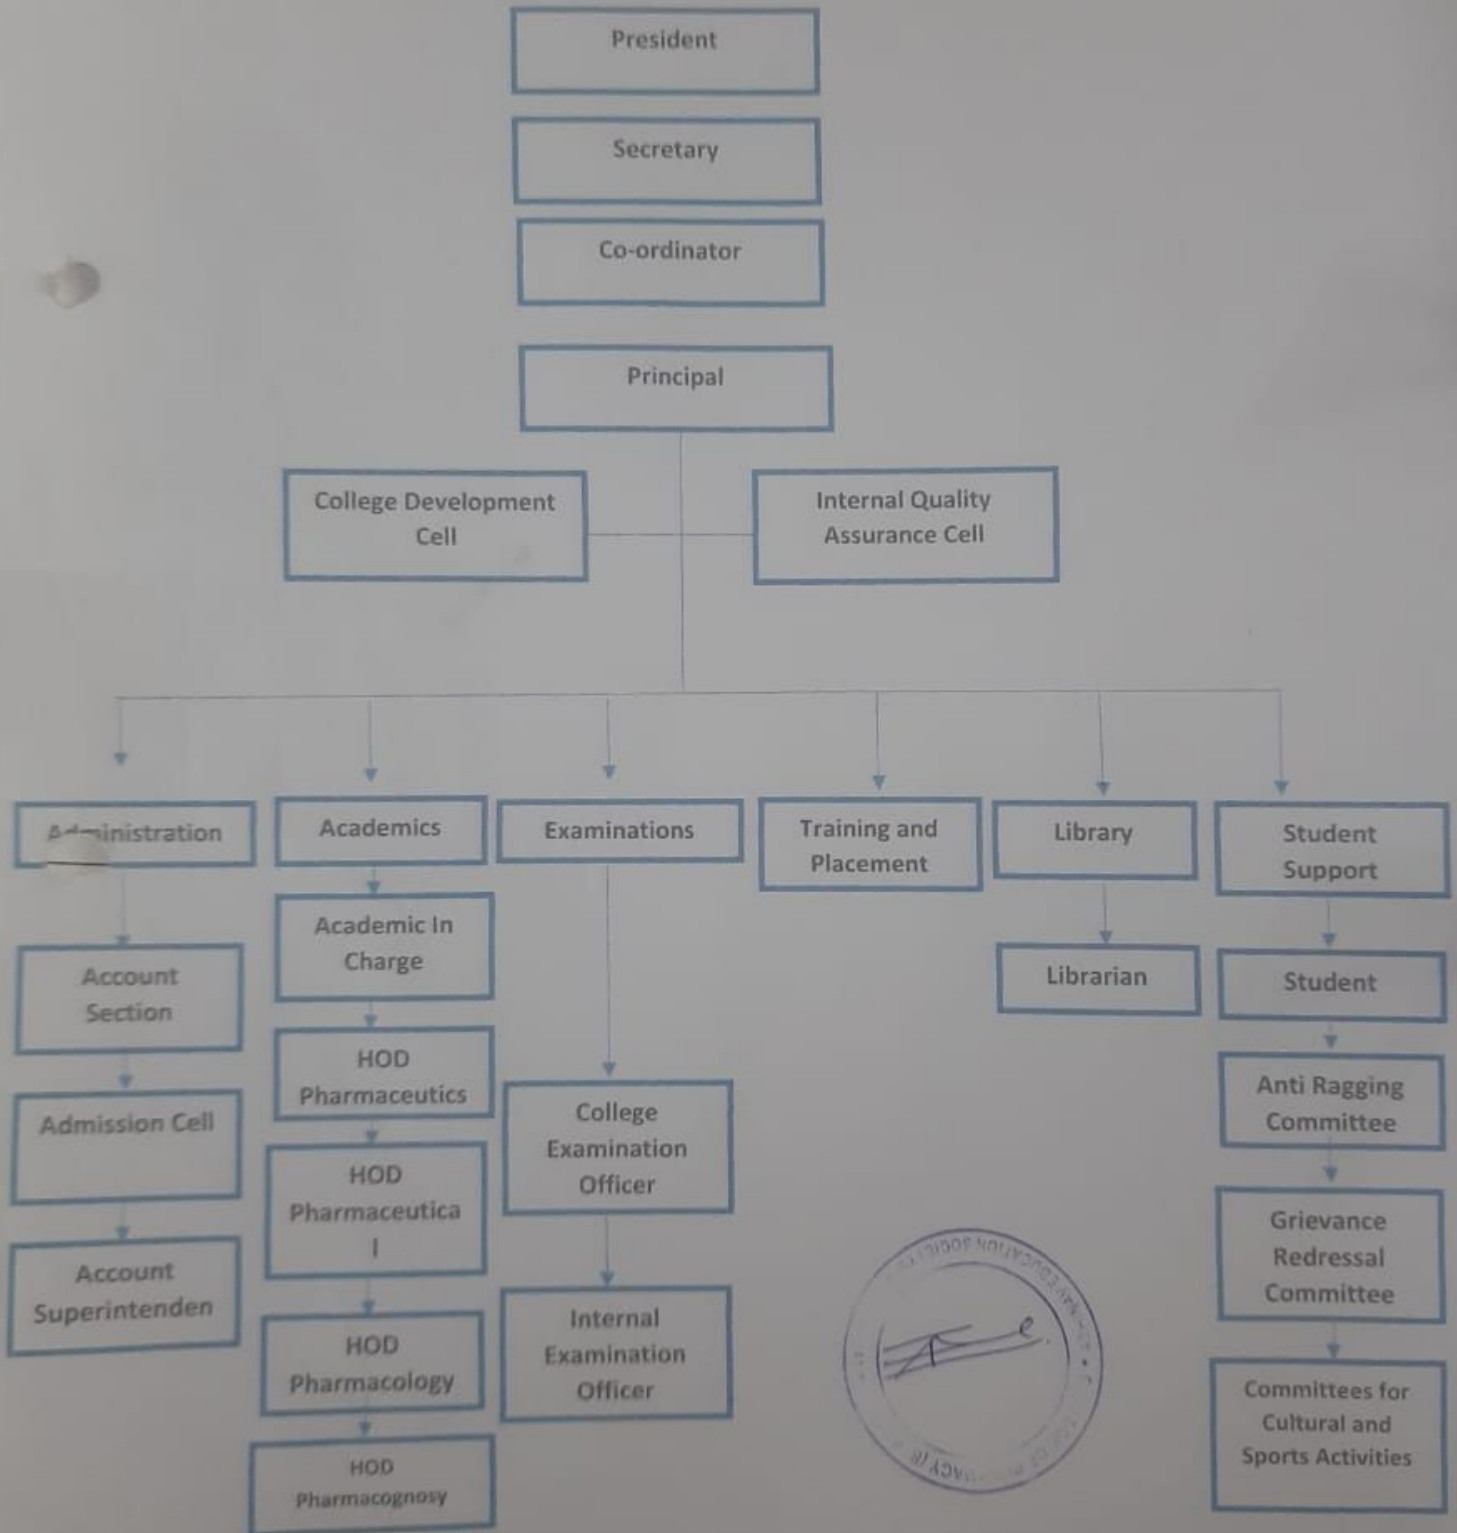 President
Secretary
Co-ordinator
Principal
College Development
Cell
Internal Quality
Assurance Cell
Administration
Academics
Examinations
Training and
Placement
Library
Student
Support
Account
Section
Admission Cell
Account
Superintenden
Academic In
Charge
HOD
Pharmaceutics
HOD
Pharmaceutica
l
HOD
Pharmacology
HOD
Pharmacognosy
College
Examination
Officer
Internal
Examination
Officer
Librarian
Student
Anti Ragging
Committee
Grievance
Redressal
Committee
Committees for
Cultural and
Sports Activities
EDUCATION SOCIETY